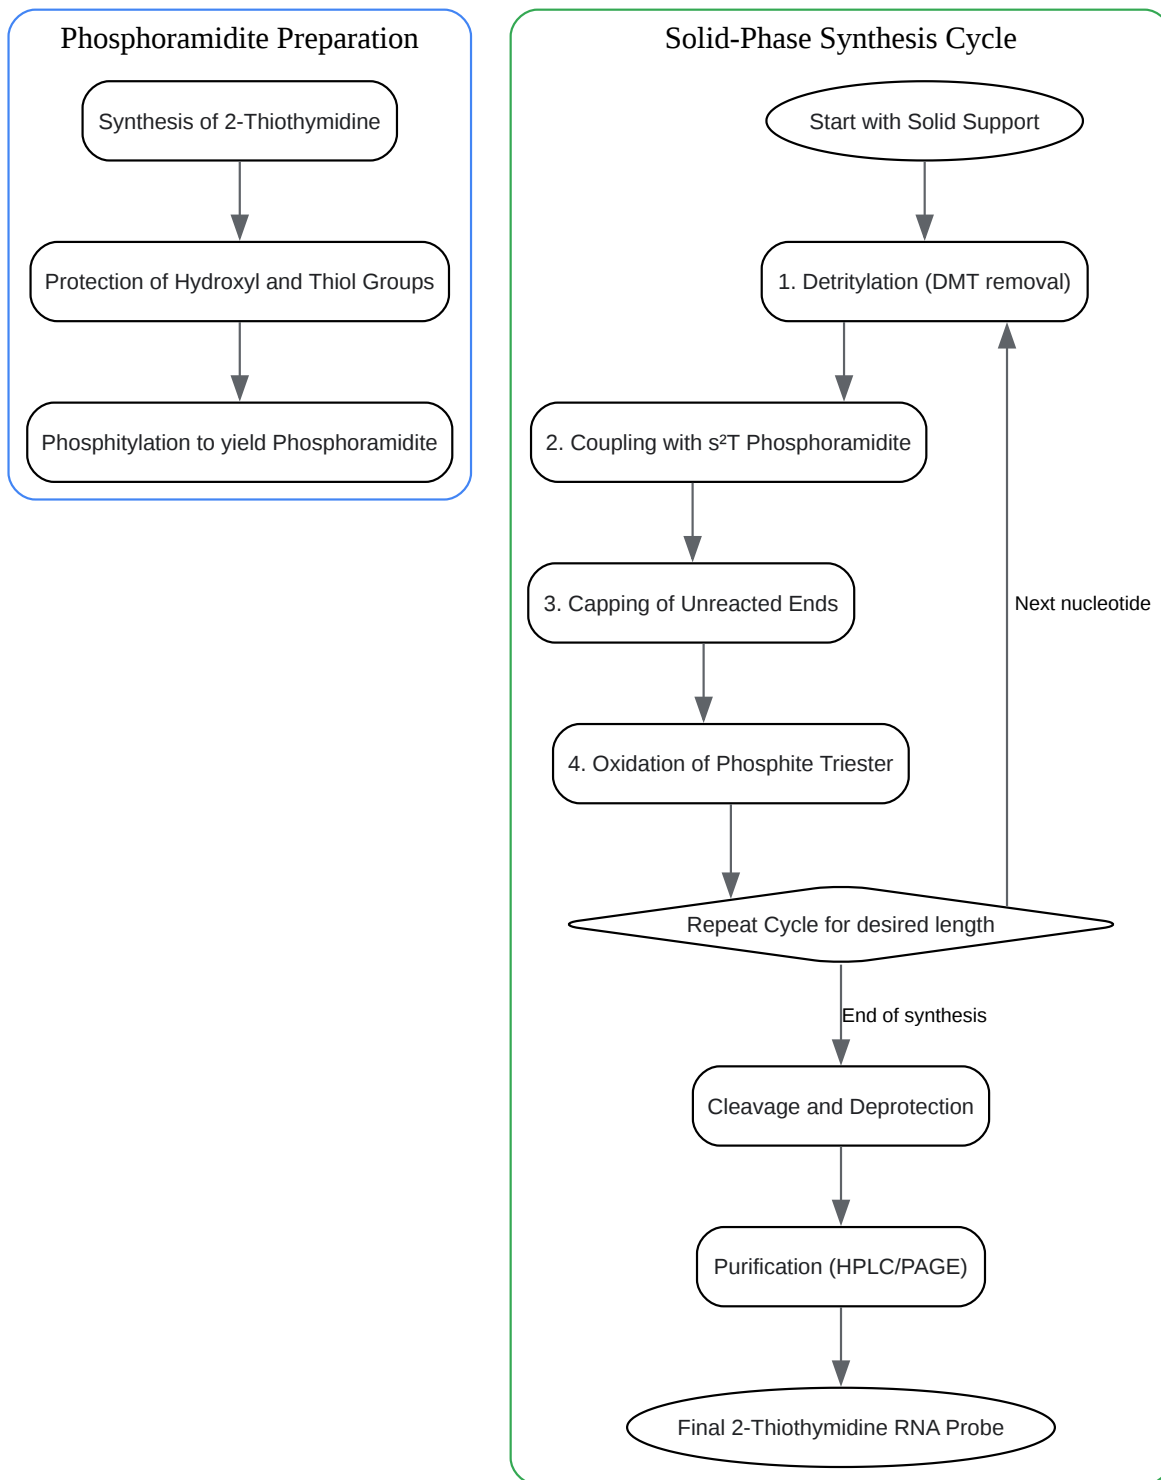 Phosphoramidite Preparation
Synthesis of 2-Thiothymidine
Protection of Hydroxyl and Thiol Groups
Phosphitylation to yield Phosphoramidite
Solid-Phase Synthesis Cycle
Start with Solid Support
1. Detritylation (DMT removal)
2. Coupling with s²T Phosphoramidite
3. Capping of Unreacted Ends
Next nucleotide
4. Oxidation of Phosphite Triester
Repeat Cycle for desired length
End of synthesis
Cleavage and Deprotection
Purification (HPLC/PAGE)
Final 2-Thiothymidine RNA Probe